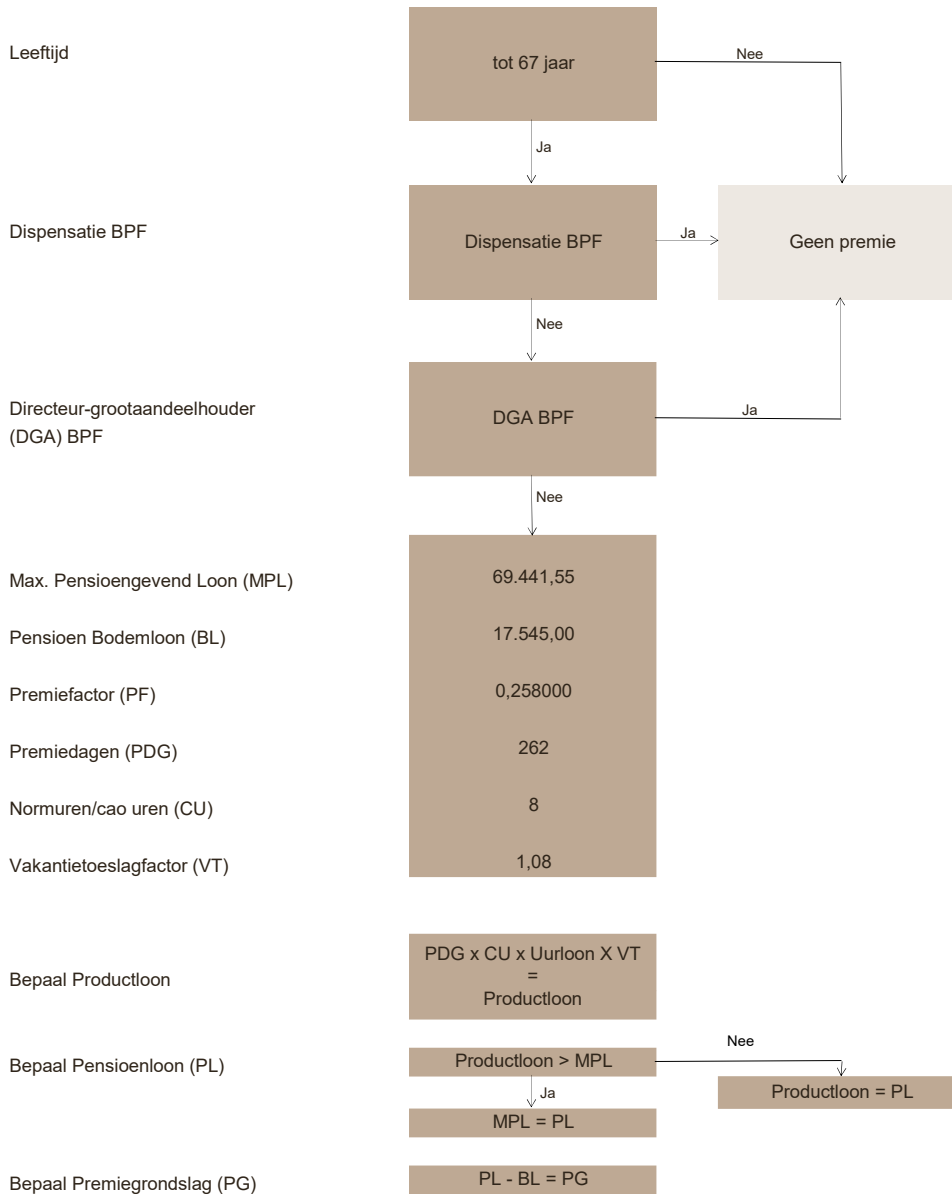 Leeftijd
tot 67 jaar
Nee
Ja
Dispensatie BPF
Dispensatie BPF
Ja
Geen premie
Nee
Directeur-grootaandeelhouder
(DGA) BPF
DGA BPF
Ja
Nee
Max. Pensioengevend Loon (MPL)
69.441,55
Pensioen Bodemloon (BL)
17.545,00
Premiefactor (PF)
0,258000
Premiedagen (PDG)
262
Normuren/cao uren (CU)
8
Vakantietoeslagfactor (VT)
1,08
Bepaal Productloon
PDG x CU x Uurloon X VT
=
Productloon
Bepaal Pensioenloon (PL)
Productloon > MPL
Nee
Ja
Productloon = PL
MPL = PL
Bepaal Premiegrondslag (PG)
PL - BL = PG